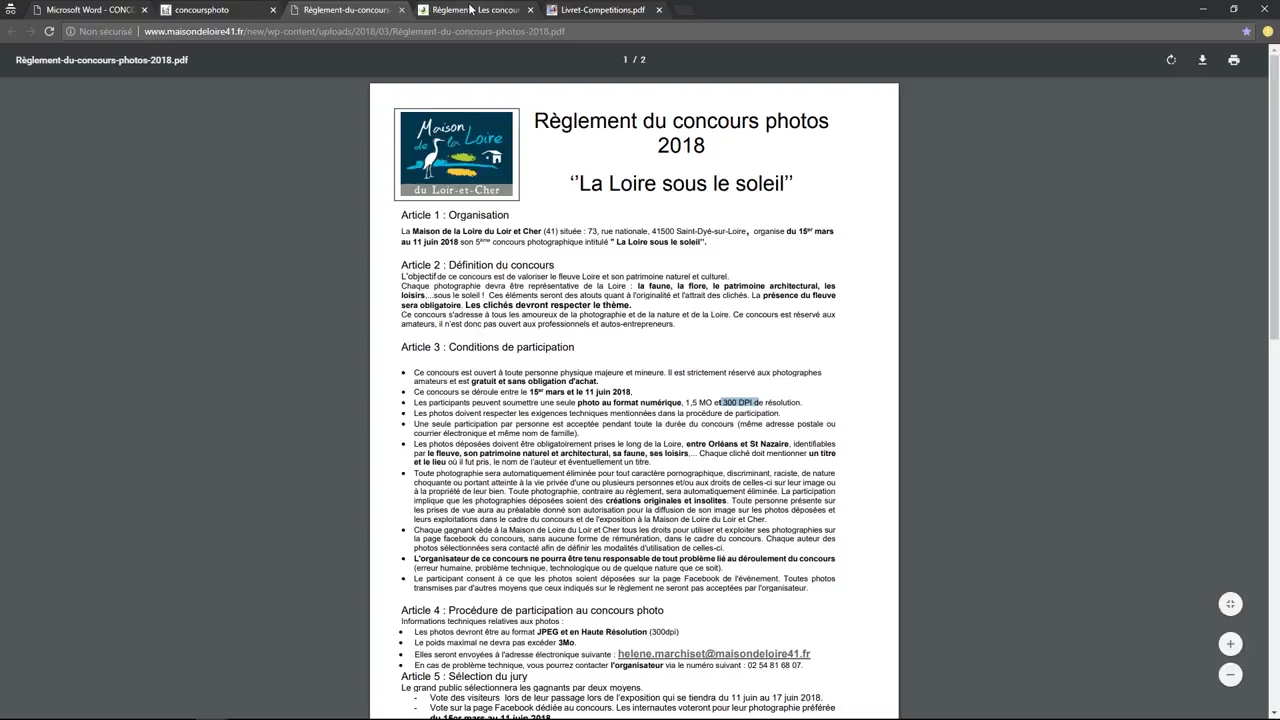 Microsoft Word - CONC
concoursphoto
Règlement-du-concours
Règlement - Les concour
Livret-Competitions.pdf
Non sécurisé | www.maisondeloire41.fr/new/wp-content/uploads/2018/03/Règlement-du-concours-photos-2018.pdf
Règlement-du-concours-photos-2018.pdf
1 / 2
Maison
de la Loire
du Loir-et-Cher
Règlement du concours photos
2018
‘’La Loire sous le soleil’’
Article 1 : Organisation
La Maison de la Loire du Loir et Cher (41) située : 73, rue nationale, 41500 Saint-Dyé-sur-Loire, organise du 15er mars
au 11 juin 2018 son 5ème concours photographique intitulé " La Loire sous le soleil’’.
Article 2 : Définition du concours
L'objectif de ce concours est de valoriser le fleuve Loire et son patrimoine naturel et culturel.
Chaque photographie devra être représentative de la Loire : la faune, la flore, le patrimoine architectural, les
loisirs,...sous le soleil ! Ces éléments seront des atouts quant à l'originalité et l'attrait des clichés. La présence du fleuve
sera obligatoire. Les clichés devront respecter le thème.
Ce concours s'adresse à tous les amoureux de la photographie et de la nature et de la Loire. Ce concours est réservé aux
amateurs, il n’est donc pas ouvert aux professionnels et autos-entrepreneurs.
Article 3 : Conditions de participation
• Ce concours est ouvert à toute personne physique majeure et mineure. Il est strictement réservé aux photographes
amateurs et est gratuit et sans obligation d'achat.
• Ce concours se déroule entre le 15er mars et le 11 juin 2018,
• Les participants peuvent soumettre une seule photo au format numérique, 1,5 MO et 300 DPI de résolution.
• Les photos doivent respecter les exigences techniques mentionnées dans la procédure de participation.
• Une seule participation par personne est acceptée pendant toute la durée du concours (même adresse postale ou
courrier électronique et même nom de famille).
• Les photos déposées doivent être obligatoirement prises le long de la Loire, entre Orléans et St Nazaire, identifiables
par le fleuve, son patrimoine naturel et architectural, sa faune, ses loisirs,... Chaque cliché doit mentionner un titre
et le lieu où il fut pris, le nom de l’auteur et éventuellement un titre.
• Toute photographie sera automatiquement éliminée pour tout caractère pornographique, discriminant, raciste, de nature
choquante ou portant atteinte à la vie privée d'une ou plusieurs personnes et/ou aux droits de celles-ci sur leur image ou
à la propriété de leur bien. Toute photographie, contraire au règlement, sera automatiquement éliminée. La participation
implique que les photographies déposées soient des créations originales et insolites. Toute personne présente sur
les prises de vue aura au préalable donné son autorisation pour la diffusion de son image sur les photos déposées et
leurs exploitations dans le cadre du concours et de l'exposition à la Maison de Loire du Loir et Cher.
• Chaque gagnant cède à la Maison de Loire du Loir et Cher tous les droits pour utiliser et exploiter ses photographies sur
la page facebook du concours, sans aucune forme de rémunération, dans le cadre du concours. Chaque auteur des
photos sélectionnées sera contacté afin de définir les modalités d'utilisation de celles-ci.
• L'organisateur de ce concours ne pourra être tenu responsable de tout problème lié au déroulement du concours
(erreur humaine, problème technique, technologique ou de quelque nature que ce soit).
• Le participant consent à ce que les photos soient déposées sur la page Facebook de l'évènement. Toutes photos
transmises par d'autres moyens que ceux indiqués sur le règlement ne seront pas acceptées par l'organisateur.
Article 4 : Procédure de participation au concours photo
Informations techniques relatives aux photos :
• Les photos devront être au format JPEG et en Haute Résolution (300dpi)
• Le poids maximal ne devra pas excéder 3Mo.
• Elles seront envoyées à l'adresse électronique suivante : helene.marchiset@maisondeloire41.fr
• En cas de problème technique, vous pourrez contacter l'organisateur via le numéro suivant : 02 54 81 68 07.
Article 5 : Sélection du jury
Le grand public sélectionnera les gagnants par deux moyens.
- Vote des visiteurs lors de leur passage lors de l’exposition qui se tiendra du 11 juin au 17 juin 2018.
- Vote sur la page Facebook dédiée au concours. Les internautes voteront pour leur photographie préférée
du 15er mars au 11 juin 2018